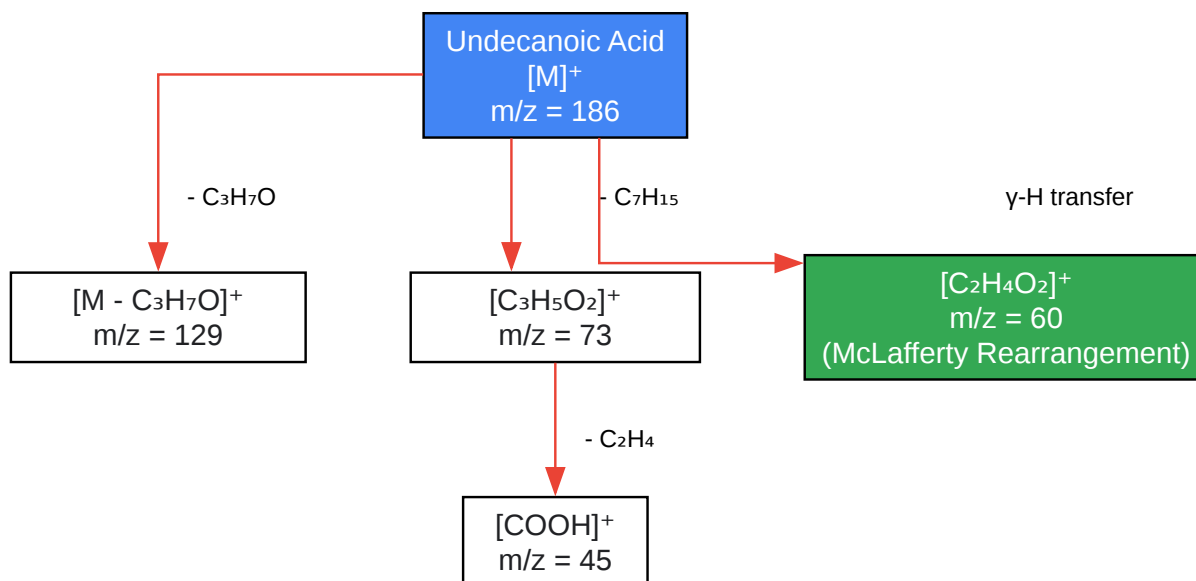 Undecanoic Acid
[M]⁺
m/z = 186
- C₃H₇O
- C₇H₁₅
γ-H transfer
[M - C₃H₇O]⁺
m/z = 129
[C₃H₅O₂]⁺
m/z = 73
[C₂H₄O₂]⁺
m/z = 60
(McLafferty Rearrangement)
- C₂H₄
[COOH]⁺
m/z = 45